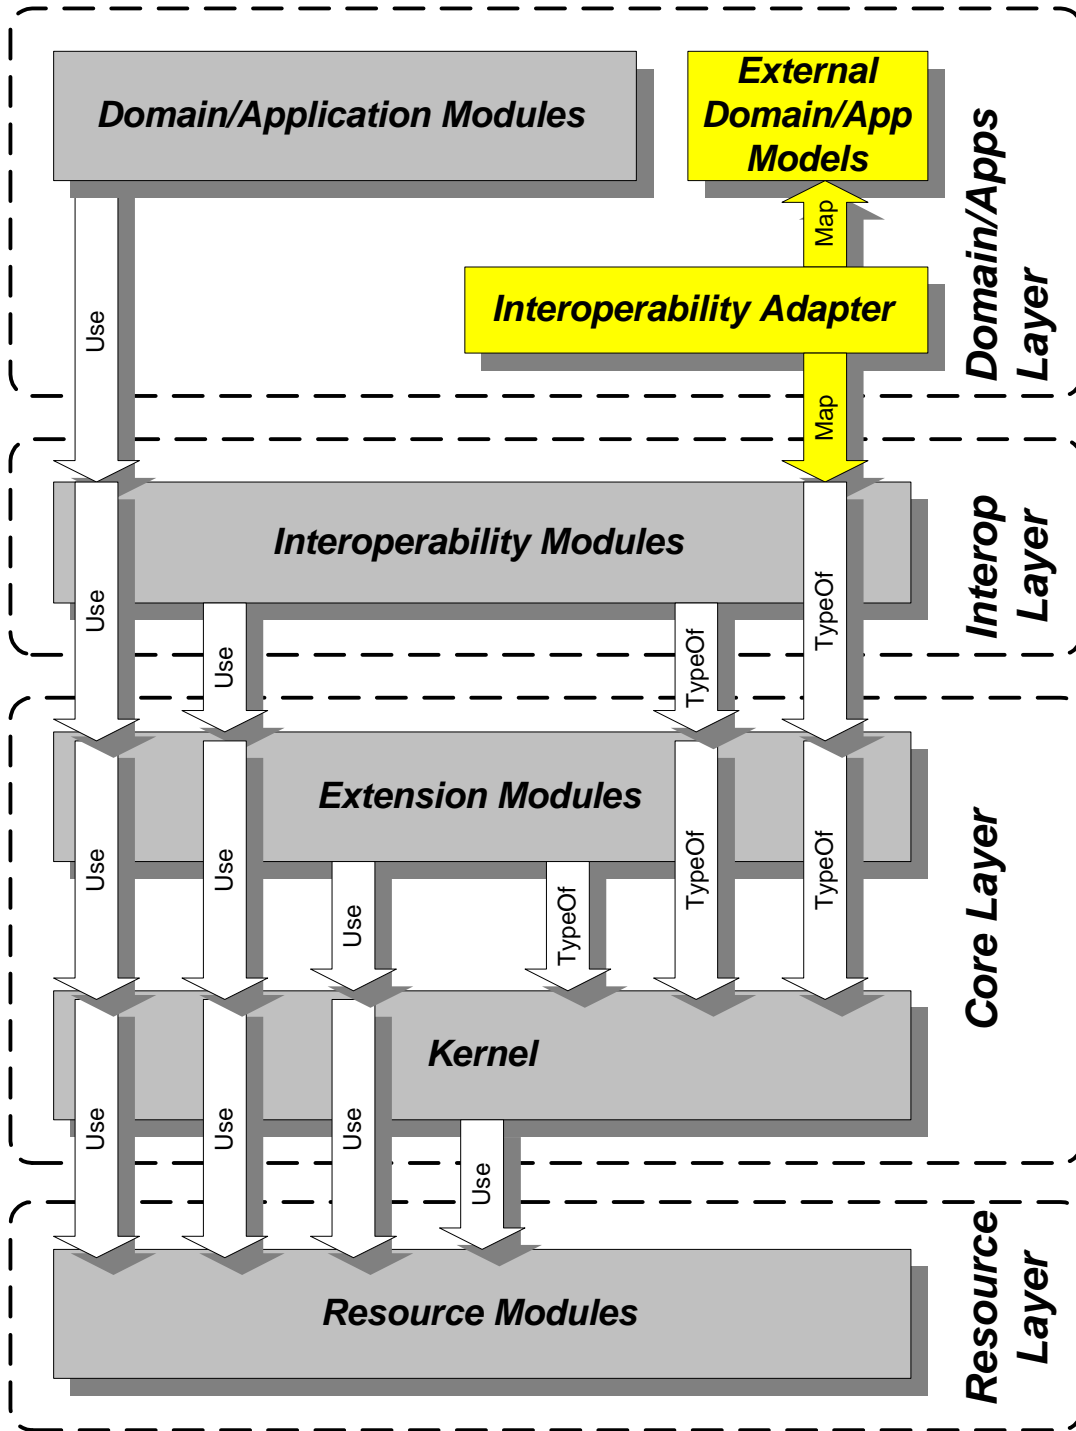 Domain/Application Modules
External
Domain/App
Models
Map
Domain/Apps
Layer
Use
Interoperability Adapter
Map
Interoperability Modules
Interop
Layer
Use
TypeOf
Use
TypeOf
Extension Modules
Use
Use
TypeOf
TypeOf
Use
TypeOf
Core Layer
Kernel
Use
Use
Use
Use
Resource Modules
Resource
Layer